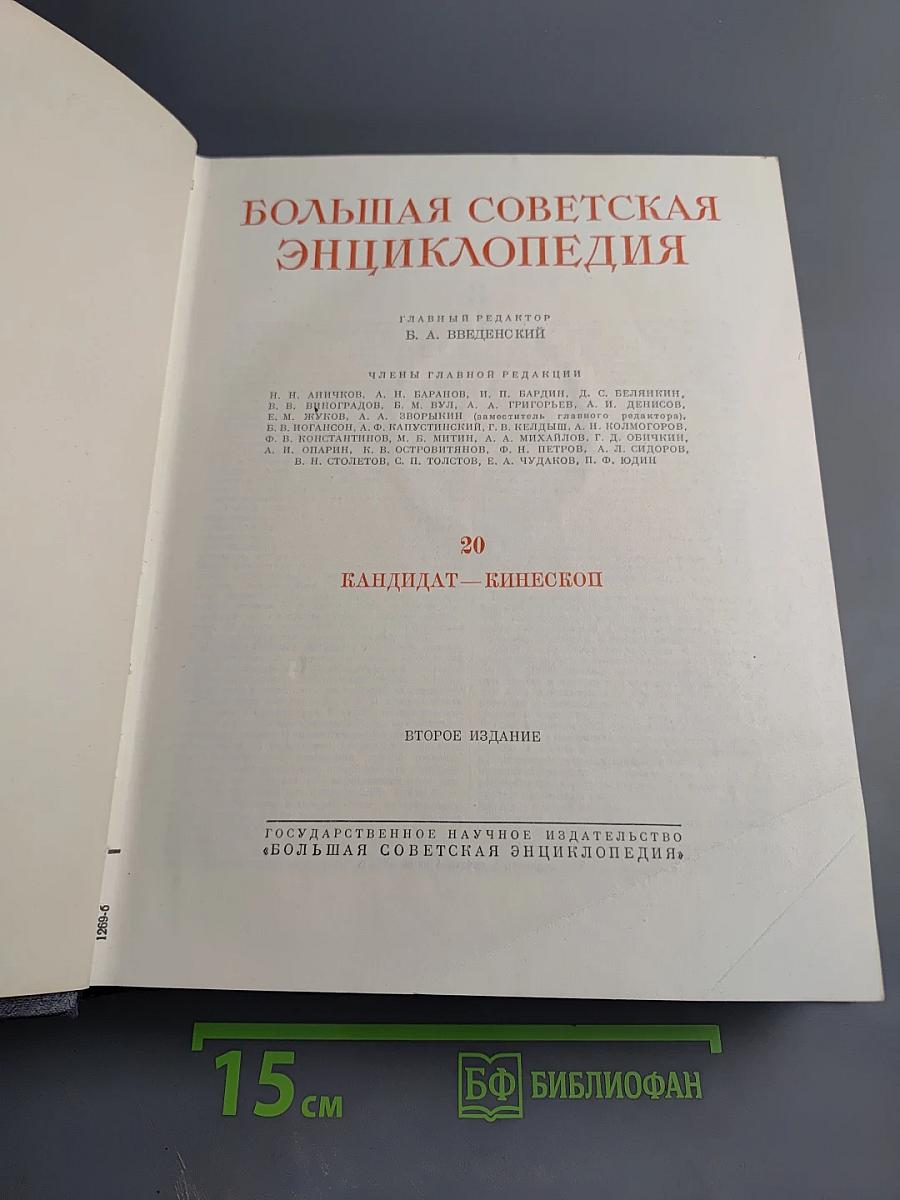 БОЛЬШАЯ СОВЕТСКАЯ
ЭНЦИКЛОПЕДИЯ
ГЛАВНЫЙ РЕДАКТОР
Б. А. ВВЕДЕНСКИЙ
ЧЛЕНЫ ГЛАВНОЙ РЕДАКЦИИ
Н. Н. АНИЧКОВ, А. Н. БАРАНОВ, И. П. БАРДИН, Д. С. БЕЛЯНКИН,
В. В. ВИНОГРАДОВ, Б. М. ВУЛ, А. А. ГРИГОРЬЕВ, А. И. ДЕНИСОВ,
Е. М. ЖУКОВ, А. А. ЗВОРЫКИН (заместитель главного редактора),
Б. В. ИОГАНСОН, А. Ф. КАПУСТИНСКИЙ, Г. В. КЕЛДЫШ, А. Н. КОЛМОГОРОВ,
Ф. В. КОНСТАНТИНОВ, М. Б. МИТИН, А. А. МИХАЙЛОВ, Г. Д. ОБИЧКИН,
А. И. ОПАРИН, К. В. ОСТРОВИТЯНОВ, Ф. Н. ПЕТРОВ, А. Л. СИДОРОВ,
В. Н. СТОЛЕТОВ, С. П. ТОЛСТОВ, Е. А. ЧУДАКОВ, П. Ф. ЮДИН
20
КАНДИДАТ — КИНЕСКОП
ВТОРОЕ ИЗДАНИЕ
ГОСУДАРСТВЕННОЕ НАУЧНОЕ ИЗДАТЕЛЬСТВО
«БОЛЬШАЯ СОВЕТСКАЯ ЭНЦИКЛОПЕДИЯ»
1269-б
15 см
БФ БИБЛИОФАН